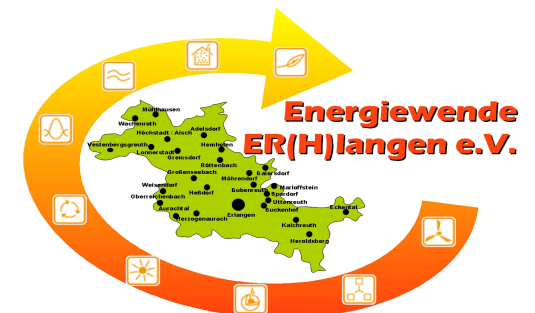 Energiewende
ER(H)langen e.V.
Mühlhausen
Wachenroth
Höchstadt / Aisch
Adelsdorf
Vestenbergsgreuth
Lonnerstadt
Gremsdorf
Hemhofen
Röttenbach
Großenseebach
Möhrendorf
Baiersdorf
Weisendorf
Heßdorf
Bubenreuth
Marloffstein
Spardorf
Oberreichenbach
Uttenreuth
Aurachtal
Buckenhof
Eckental
Herzogenaurach
Erlangen
Kalchreuth
Heroldsberg